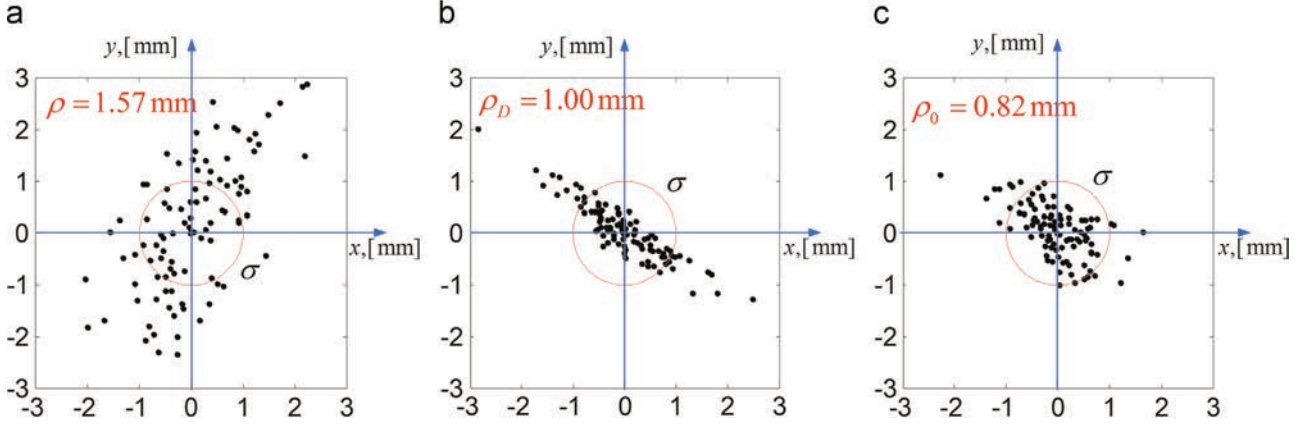 a
y,[mm]
3
ρ = 1.57 mm
2
1
σ
0
x,[mm]
-1
-2
-3
-3 -2 -1 0 1 2 3
b
y,[mm]
3
ρ_D = 1.00 mm
2
1
σ
0
x,[mm]
-1
-2
-3
-3 -2 -1 0 1 2 3
c
y,[mm]
3
ρ_0 = 0.82 mm
2
1
σ
0
x,[mm]
-1
-2
-3
-3 -2 -1 0 1 2 3